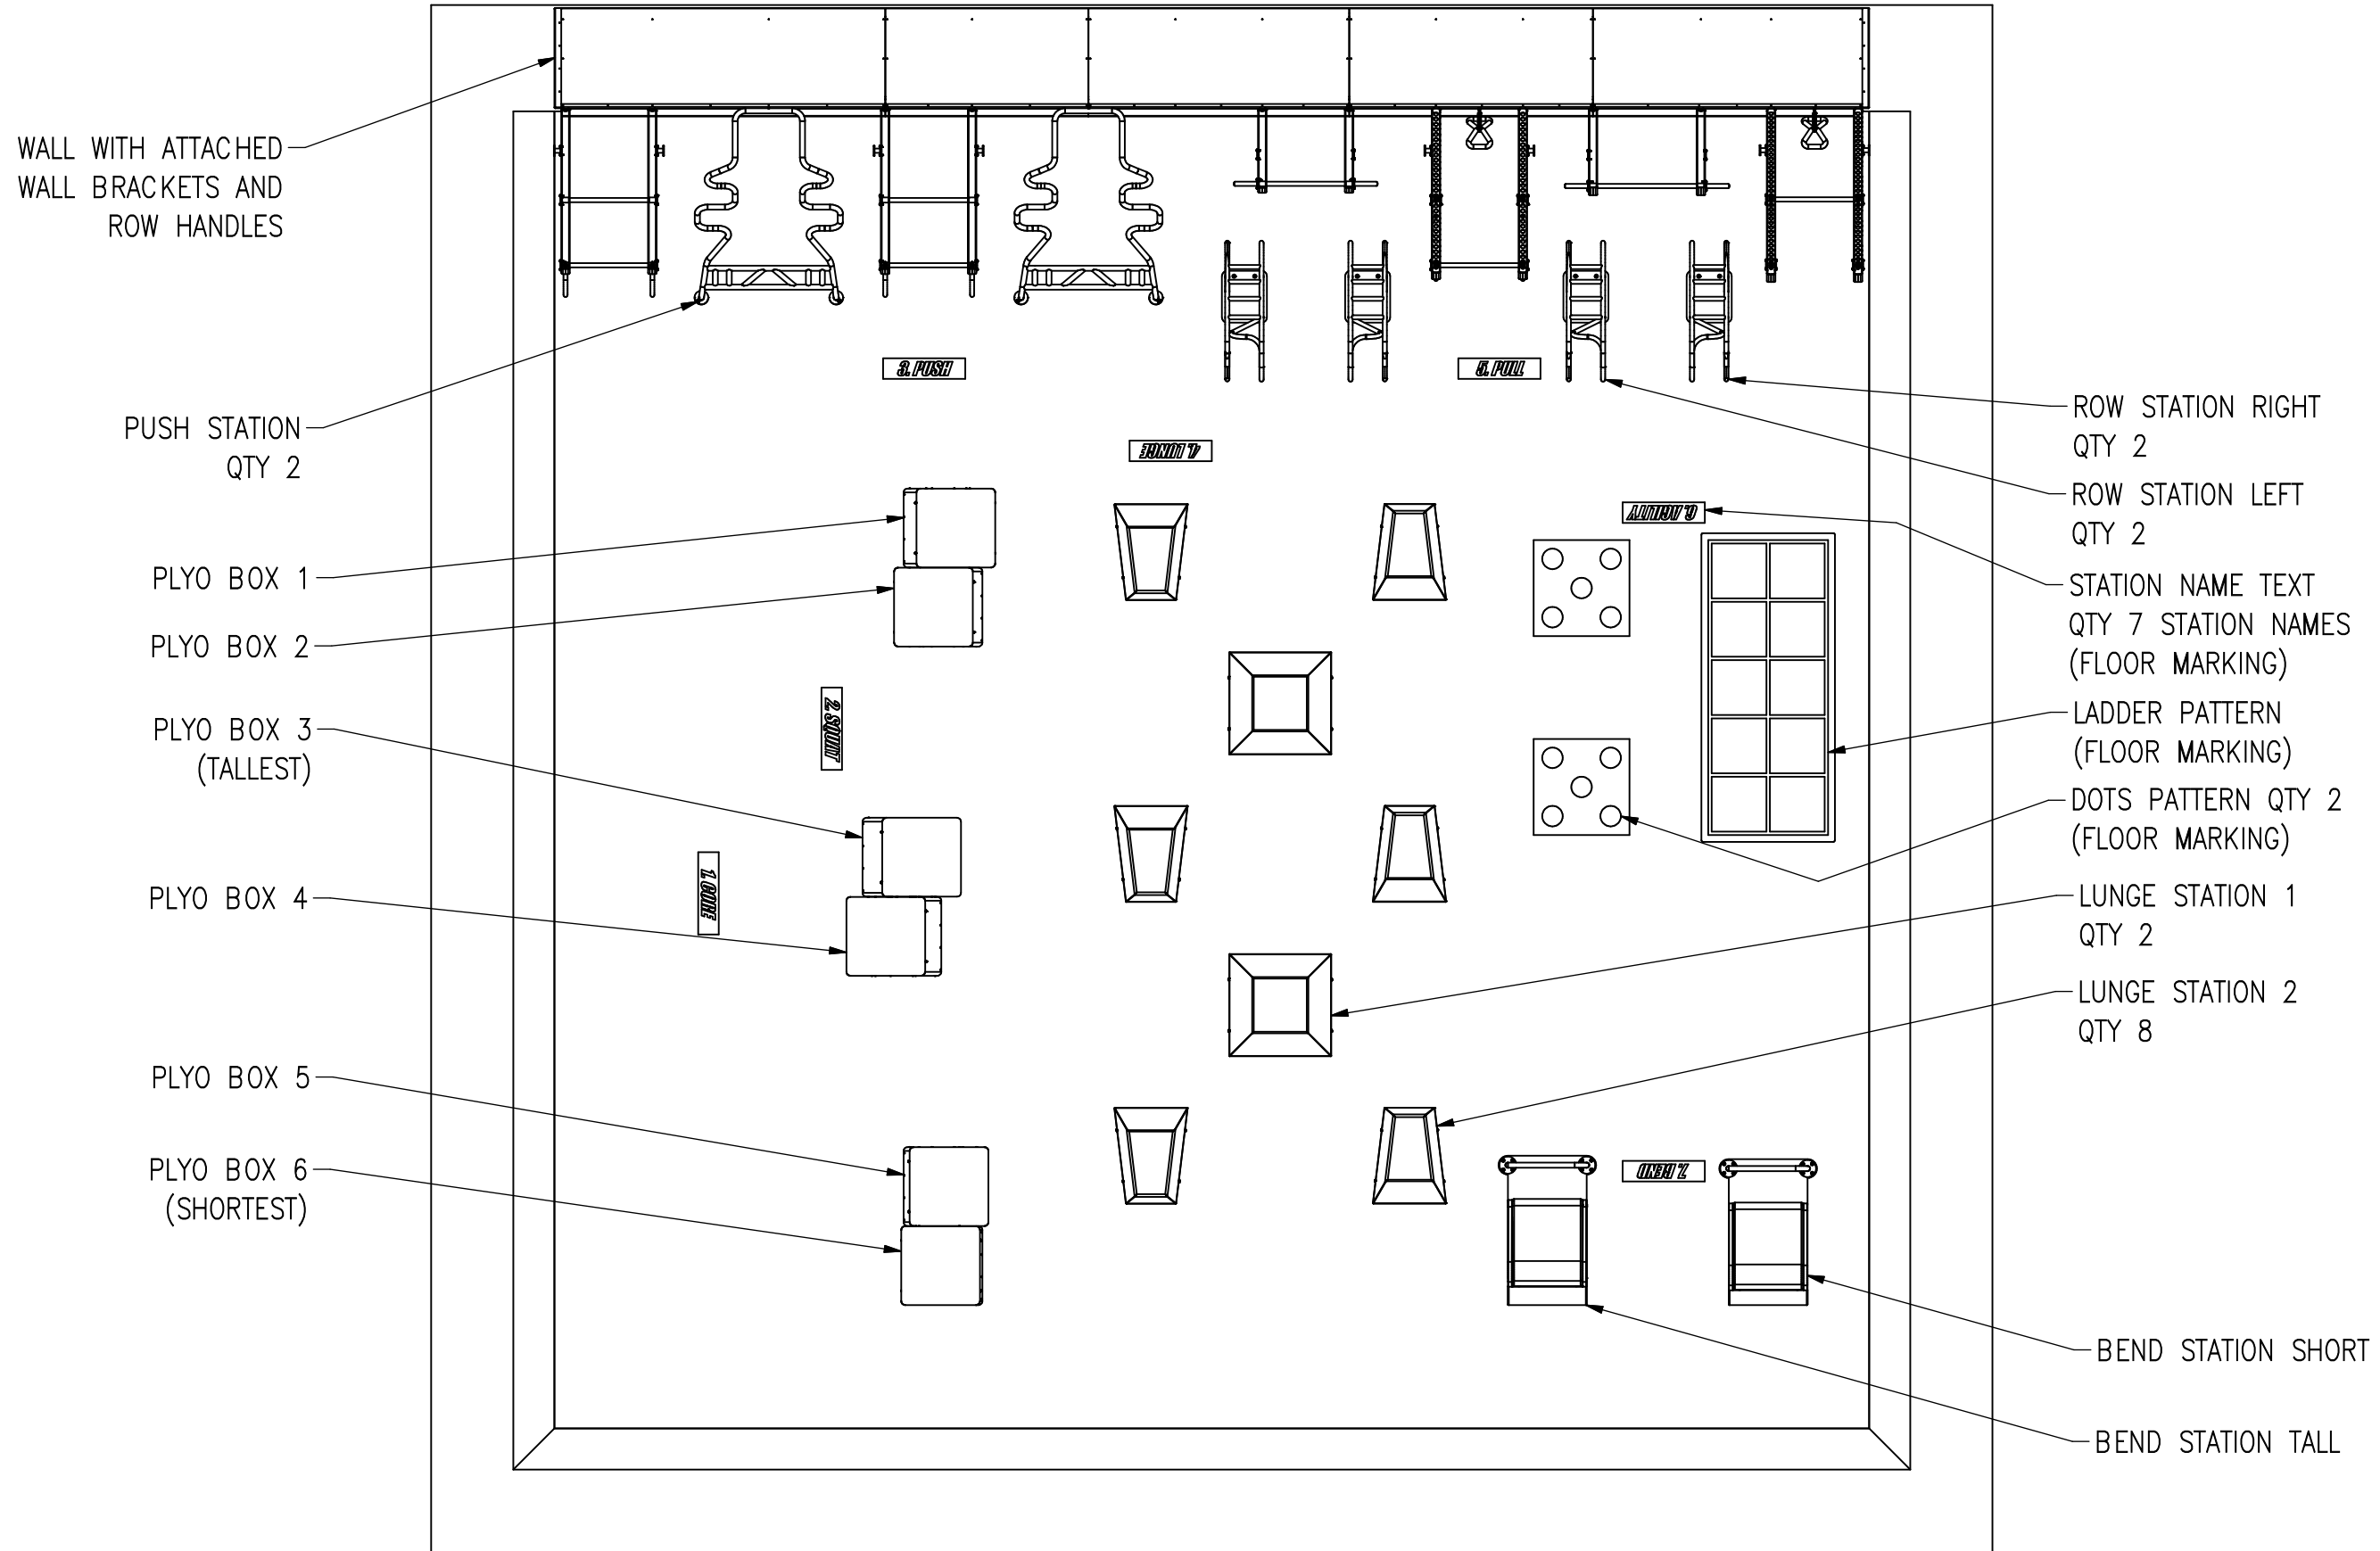 WALL WITH ATTACHED
WALL BRACKETS AND
ROW HANDLES
PUSH STATION
QTY 2
PLYO BOX 1
PLYO BOX 2
PLYO BOX 3
(TALLEST)
PLYO BOX 4
PLYO BOX 5
PLYO BOX 6
(SHORTEST)
3. PUSH
5. PULL
4. LUNGE
6. AGILITY
2. SQUAT
1. CORE
7. BEND
ROW STATION RIGHT
QTY 2
ROW STATION LEFT
QTY 2
STATION NAME TEXT
QTY 7 STATION NAMES
(FLOOR MARKING)
LADDER PATTERN
(FLOOR MARKING)
DOTS PATTERN QTY 2
(FLOOR MARKING)
LUNGE STATION 1
QTY 2
LUNGE STATION 2
QTY 8
BEND STATION SHORT
BEND STATION TALL